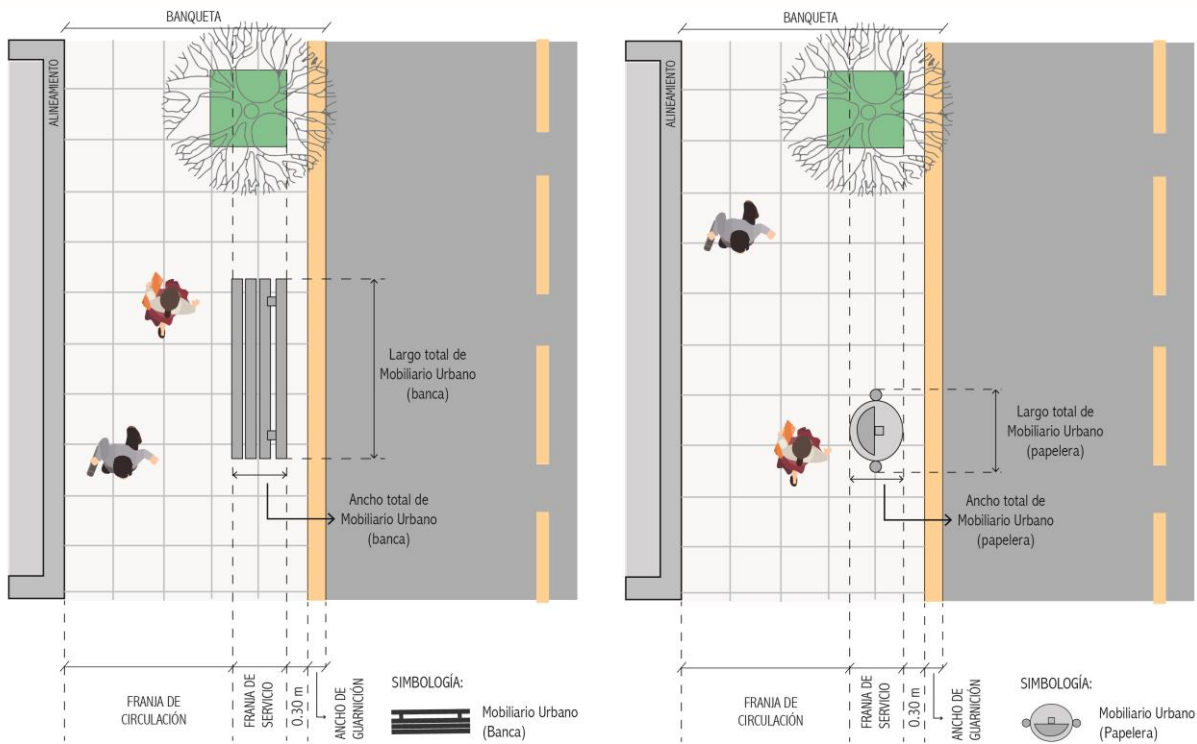 BANQUETA
ALINEAMIENTO
Largo total de
Mobiliario Urbano
(banca)
Ancho total de
Mobiliario Urbano
(banca)
FRANJA DE
CIRCULACIÓN
FRANJA DE
SERVICIO
0.30 m
ANCHO DE
GUARNICIÓN
SIMBOLOGÍA:
Mobiliario Urbano
(Banca)
BANQUETA
ALINEAMIENTO
Largo total de
Mobiliario Urbano
(papelera)
Ancho total de
Mobiliario Urbano
(papelera)
FRANJA DE
CIRCULACIÓN
FRANJA DE
SERVICIO
0.30 m
ANCHO DE
GUARNICIÓN
SIMBOLOGÍA:
Mobiliario Urbano
(Papelera)